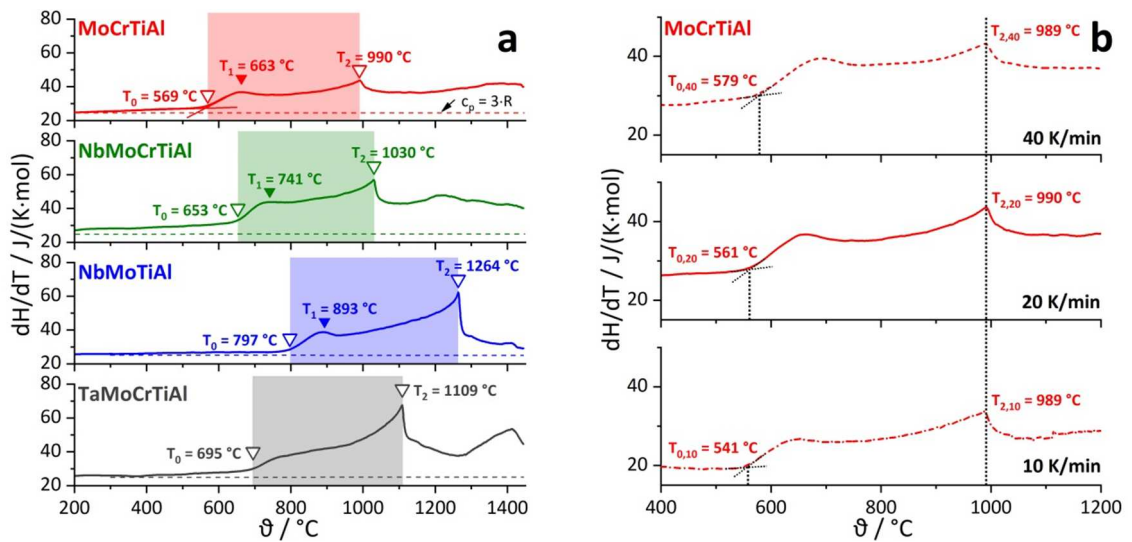 a
dH/dT / J/(K·mol)
MoCrTiAl
80
60
40
20
T0 = 569 °C
T1 = 663 °C
T2 = 990 °C
cp = 3·R
NbMoCrTiAl
80
60
40
20
T0 = 653 °C
T1 = 741 °C
T2 = 1030 °C
NbMoTiAl
80
60
40
20
T0 = 797 °C
T1 = 893 °C
T2 = 1264 °C
TaMoCrTiAl
80
60
40
20
T0 = 695 °C
T2 = 1109 °C
200 400 600 800 1000 1200 1400
ϑ / °C
b
dH/dT / J/(K·mol)
MoCrTiAl
40
20
T0,40 = 579 °C
T2,40 = 989 °C
40 K/min
40
20
T0,20 = 561 °C
T2,20 = 990 °C
20 K/min
40
20
T0,10 = 541 °C
T2,10 = 989 °C
10 K/min
400 600 800 1000 1200
ϑ / °C